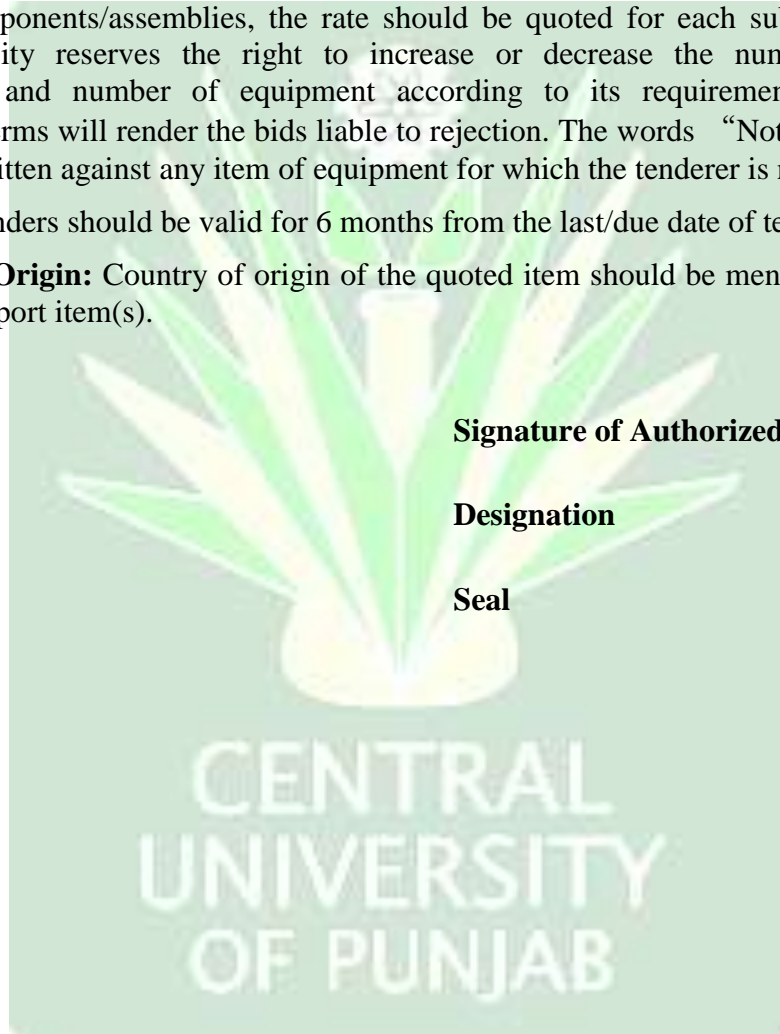 ponents/assemblies, the rate should be quoted for each su
ity reserves the right to increase or decrease the num
and number of equipment according to its requiremen
rms will render the bids liable to rejection. The words “Not
itten against any item of equipment for which the tenderer is
nders should be valid for 6 months from the last/due date of te
Origin: Country of origin of the quoted item should be men
port item(s).
Signature of Authorized
Designation
Seal
CENTRAL
UNIVERSITY
OF PUNJAB